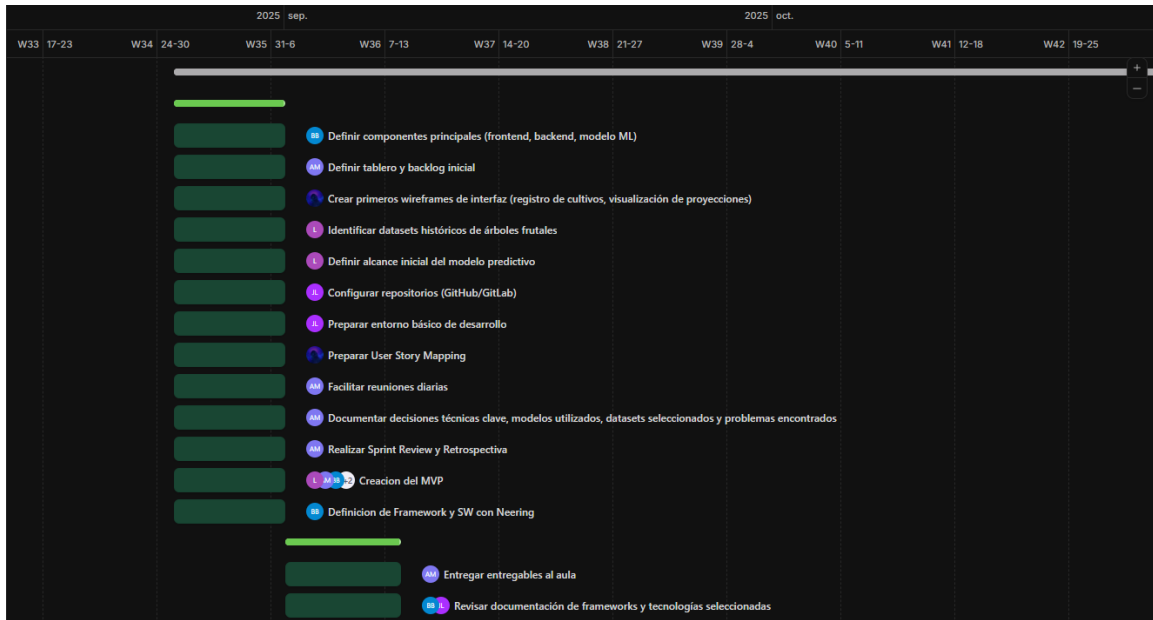 2025 sep. 2025 oct.
W33 17-23 W34 24-30 W35 31-6 W36 7-13 W37 14-20 W38 21-27 W39 28-4 W40 5-11 W41 12-18 W42 19-25
+
−
BB Definir componentes principales (frontend, backend, modelo ML)
AM Definir tablero y backlog inicial
Crear primeros wireframes de interfaz (registro de cultivos, visualización de proyecciones)
L Identificar datasets históricos de árboles frutales
L Definir alcance inicial del modelo predictivo
JL Configurar repositorios (GitHub/GitLab)
JL Preparar entorno básico de desarrollo
Preparar User Story Mapping
AM Facilitar reuniones diarias
AM Documentar decisiones técnicas clave, modelos utilizados, datasets seleccionados y problemas encontrados
AM Realizar Sprint Review y Retrospectiva
L AM BB +2 Creacion del MVP
BB Definicion de Framework y SW con Neering
AM Entregar entregables al aula
BB JL Revisar documentación de frameworks y tecnologías seleccionadas